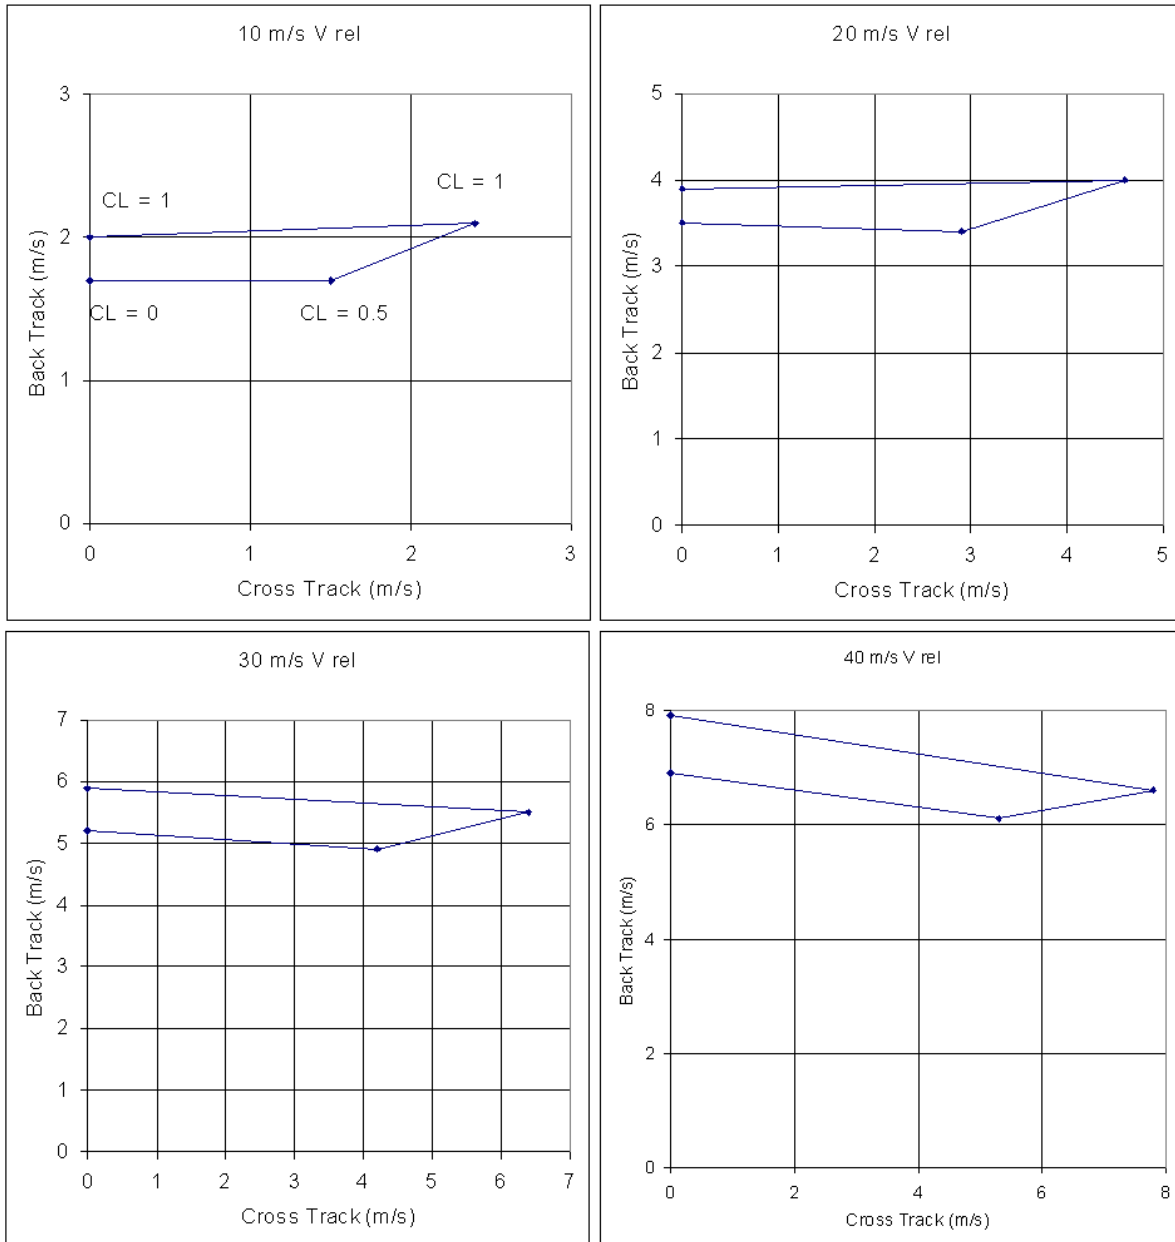 10 m/s V rel
3
2
1
0
0 1 2 3
Back Track (m/s)
Cross Track (m/s)
CL = 1
CL = 1
CL = 0
CL = 0.5
20 m/s V rel
5
4
3
2
1
0
0 1 2 3 4 5
Back Track (m/s)
Cross Track (m/s)
30 m/s V rel
7
6
5
4
3
2
1
0
0 1 2 3 4 5 6 7
Back Track (m/s)
Cross Track (m/s)
40 m/s V rel
8
6
4
2
0
0 2 4 6 8
Back Track (m/s)
Cross Track (m/s)